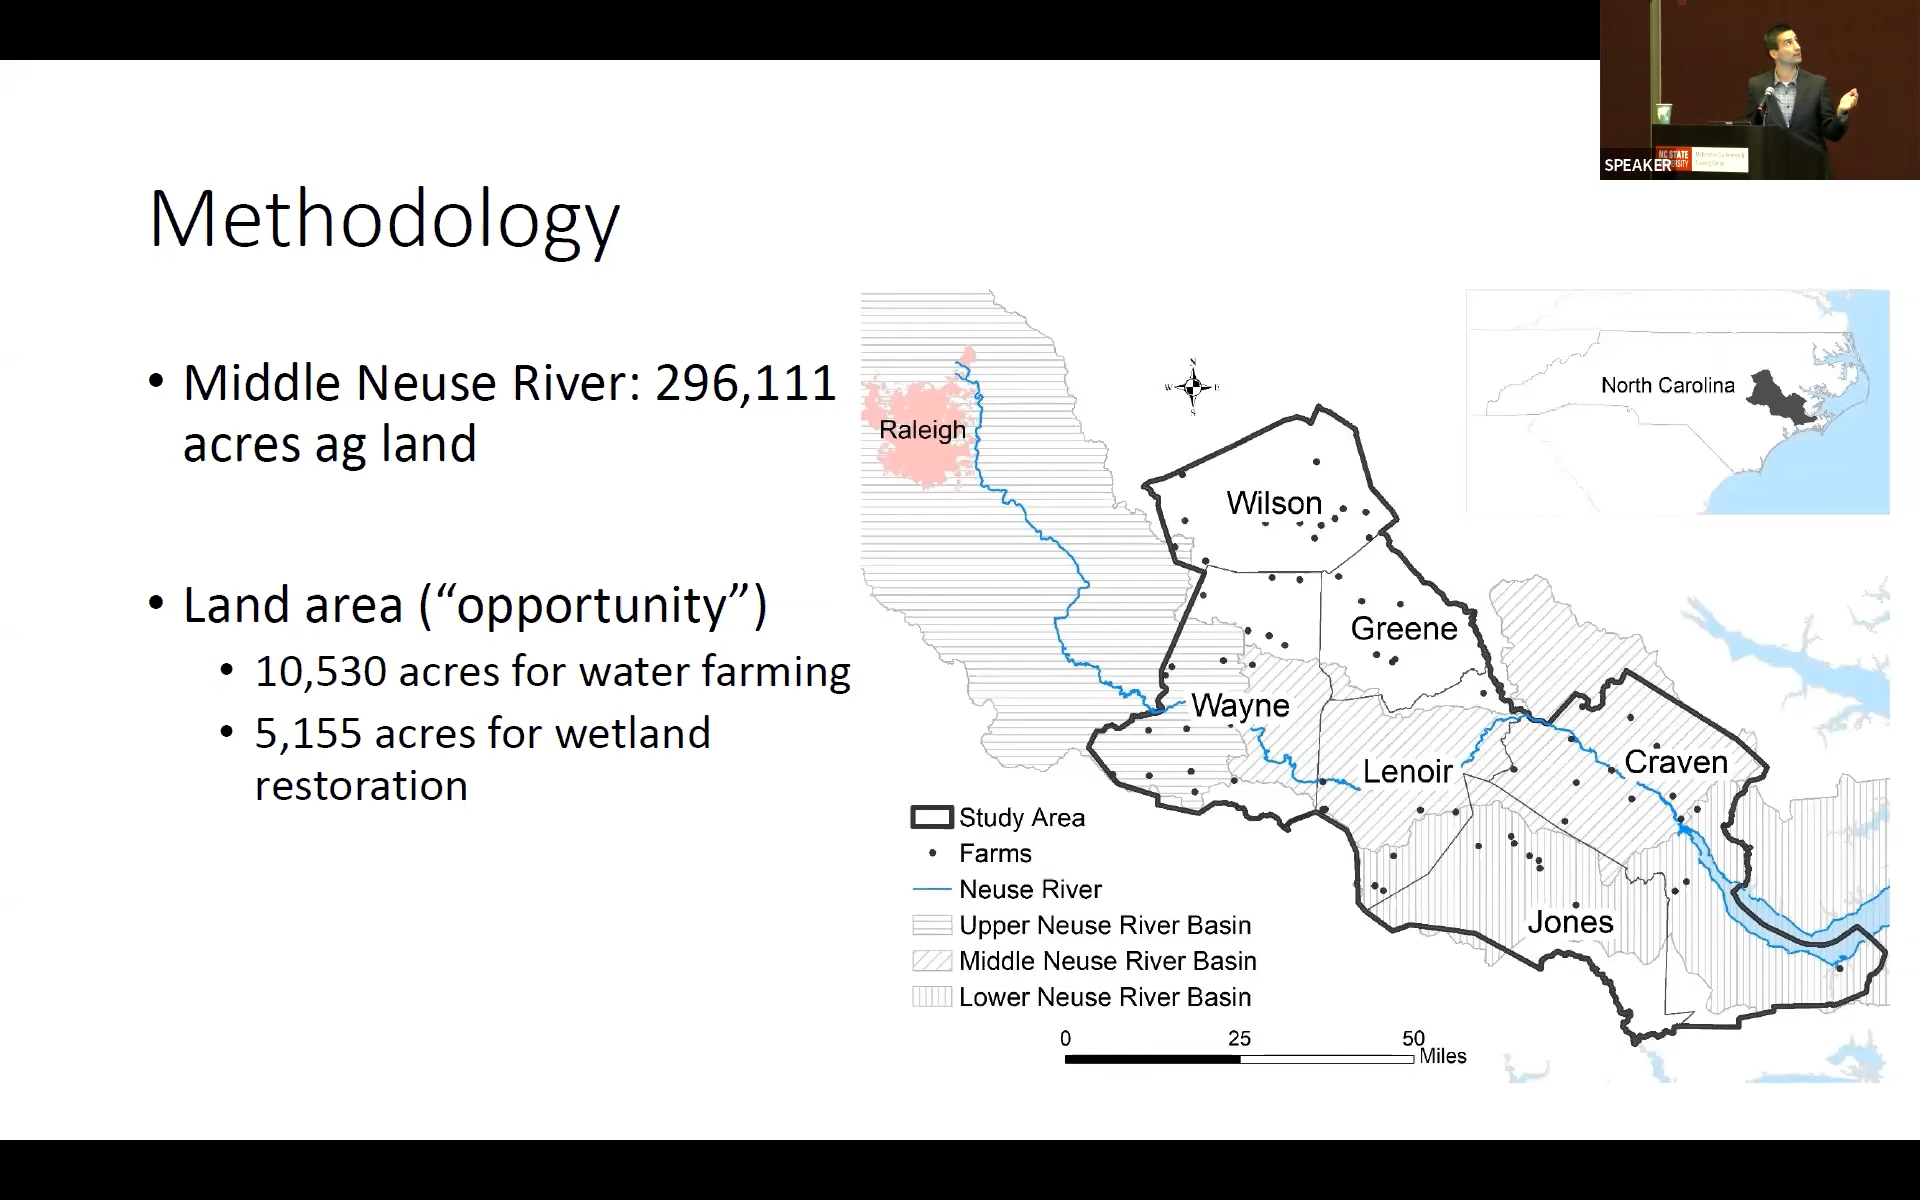 SPEAKER
NC STATE
Methodology
• Middle Neuse River: 296,111
acres ag land
• Land area (“opportunity”)
• 10,530 acres for water farming
• 5,155 acres for wetland
restoration
North Carolina
N
W E
S
Raleigh
Wilson
Greene
Wayne
Lenoir
Craven
Jones
Study Area
Farms
Neuse River
Upper Neuse River Basin
Middle Neuse River Basin
Lower Neuse River Basin
0 25 50
Miles